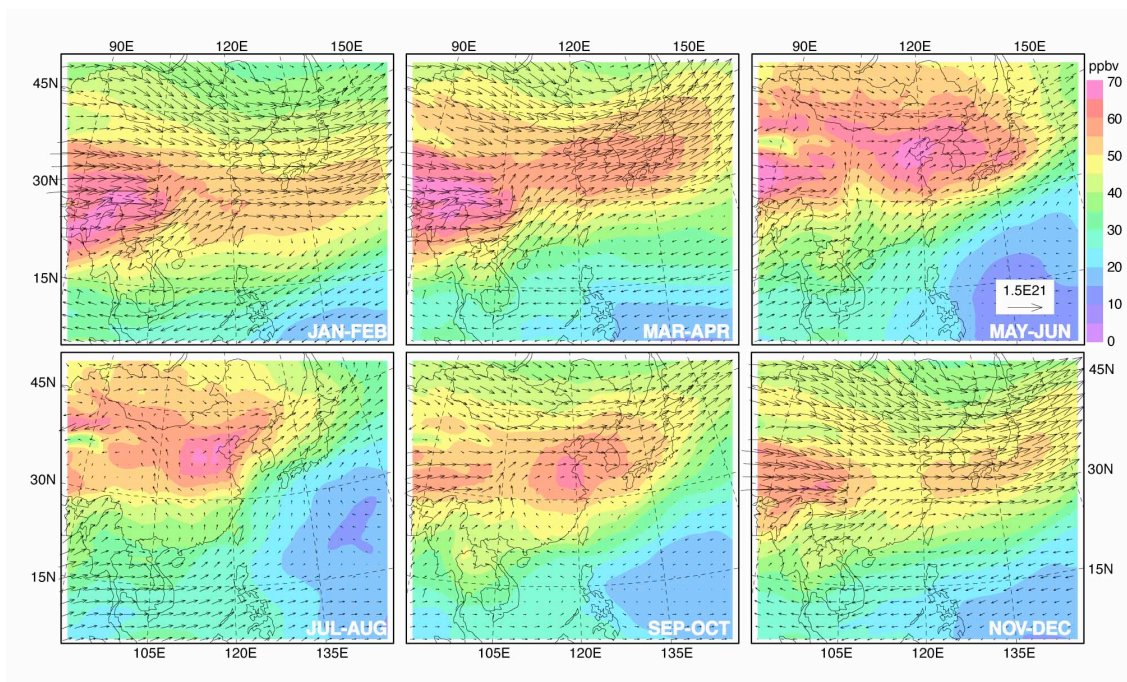 90E 120E 150E 90E 120E 150E 90E 120E 150E
ppbv
45N
30N
15N
70
60
50
40
30
20
10
0
1.5E21
JAN-FEB MAR-APR MAY-JUN
45N
30N
15N
45N
30N
15N
JUL-AUG SEP-OCT NOV-DEC
105E 120E 135E 105E 120E 135E 105E 120E 135E